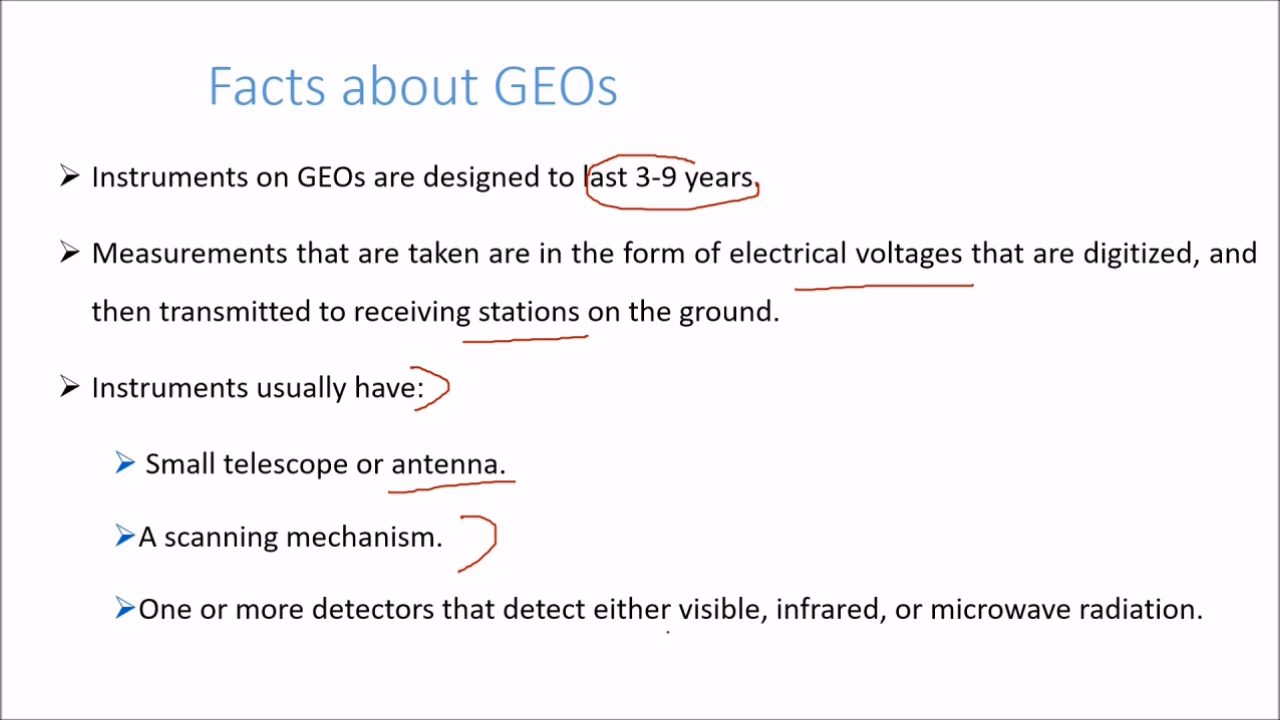 Facts about GEOs
➢ Instruments on GEOs are designed to last 3-9 years.
➢ Measurements that are taken are in the form of electrical voltages that are digitized, and
then transmitted to receiving stations on the ground.
➢ Instruments usually have:
➢ Small telescope or antenna.
➢ A scanning mechanism.
➢ One or more detectors that detect either visible, infrared, or microwave radiation.